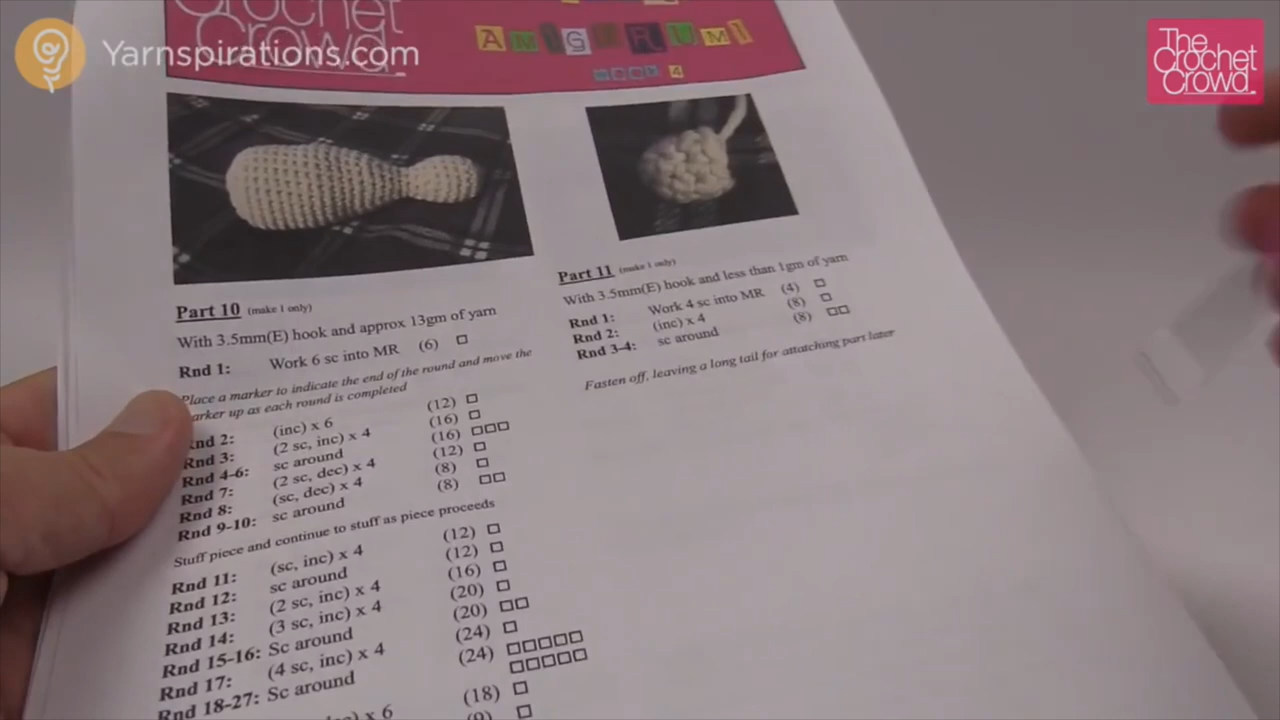 Yarnspirations.com
The
Crochet
Crowd
Crochet
Crowd
AMIGURUMI
Part 10 (make 1 only)
With 3.5mm(E) hook and approx 13gm of yarn
Rnd 1: Work 6 sc into MR (6)
Place a marker to indicate the end of the round and move the
marker up as each round is completed
Rnd 2: (inc) x 6 (12)
Rnd 3: (2 sc, inc) x 4 (16)
Rnd 4-6: sc around (16)
Rnd 7: (2 sc, dec) x 4 (12)
Rnd 8: (sc, dec) x 4 (8)
Rnd 9-10: sc around (8)
Stuff piece and continue to stuff as piece proceeds
Rnd 11: (sc, inc) x 4 (12)
Rnd 12: sc around (12)
Rnd 13: (2 sc, inc) x 4 (16)
Rnd 14: (3 sc, inc) x 4 (20)
Rnd 15-16: Sc around (20)
Rnd 17: (4 sc, inc) x 4 (24)
Rnd 18-27: Sc around (24)
x 6 (18)
Part 11 (make 1 only)
With 3.5mm(E) hook and less than 1gm of yarn
Rnd 1: Work 4 sc into MR (4)
Rnd 2: (inc) x 4 (8)
Rnd 3-4: sc around (8)
Fasten off, leaving a long tail for attatching parts later